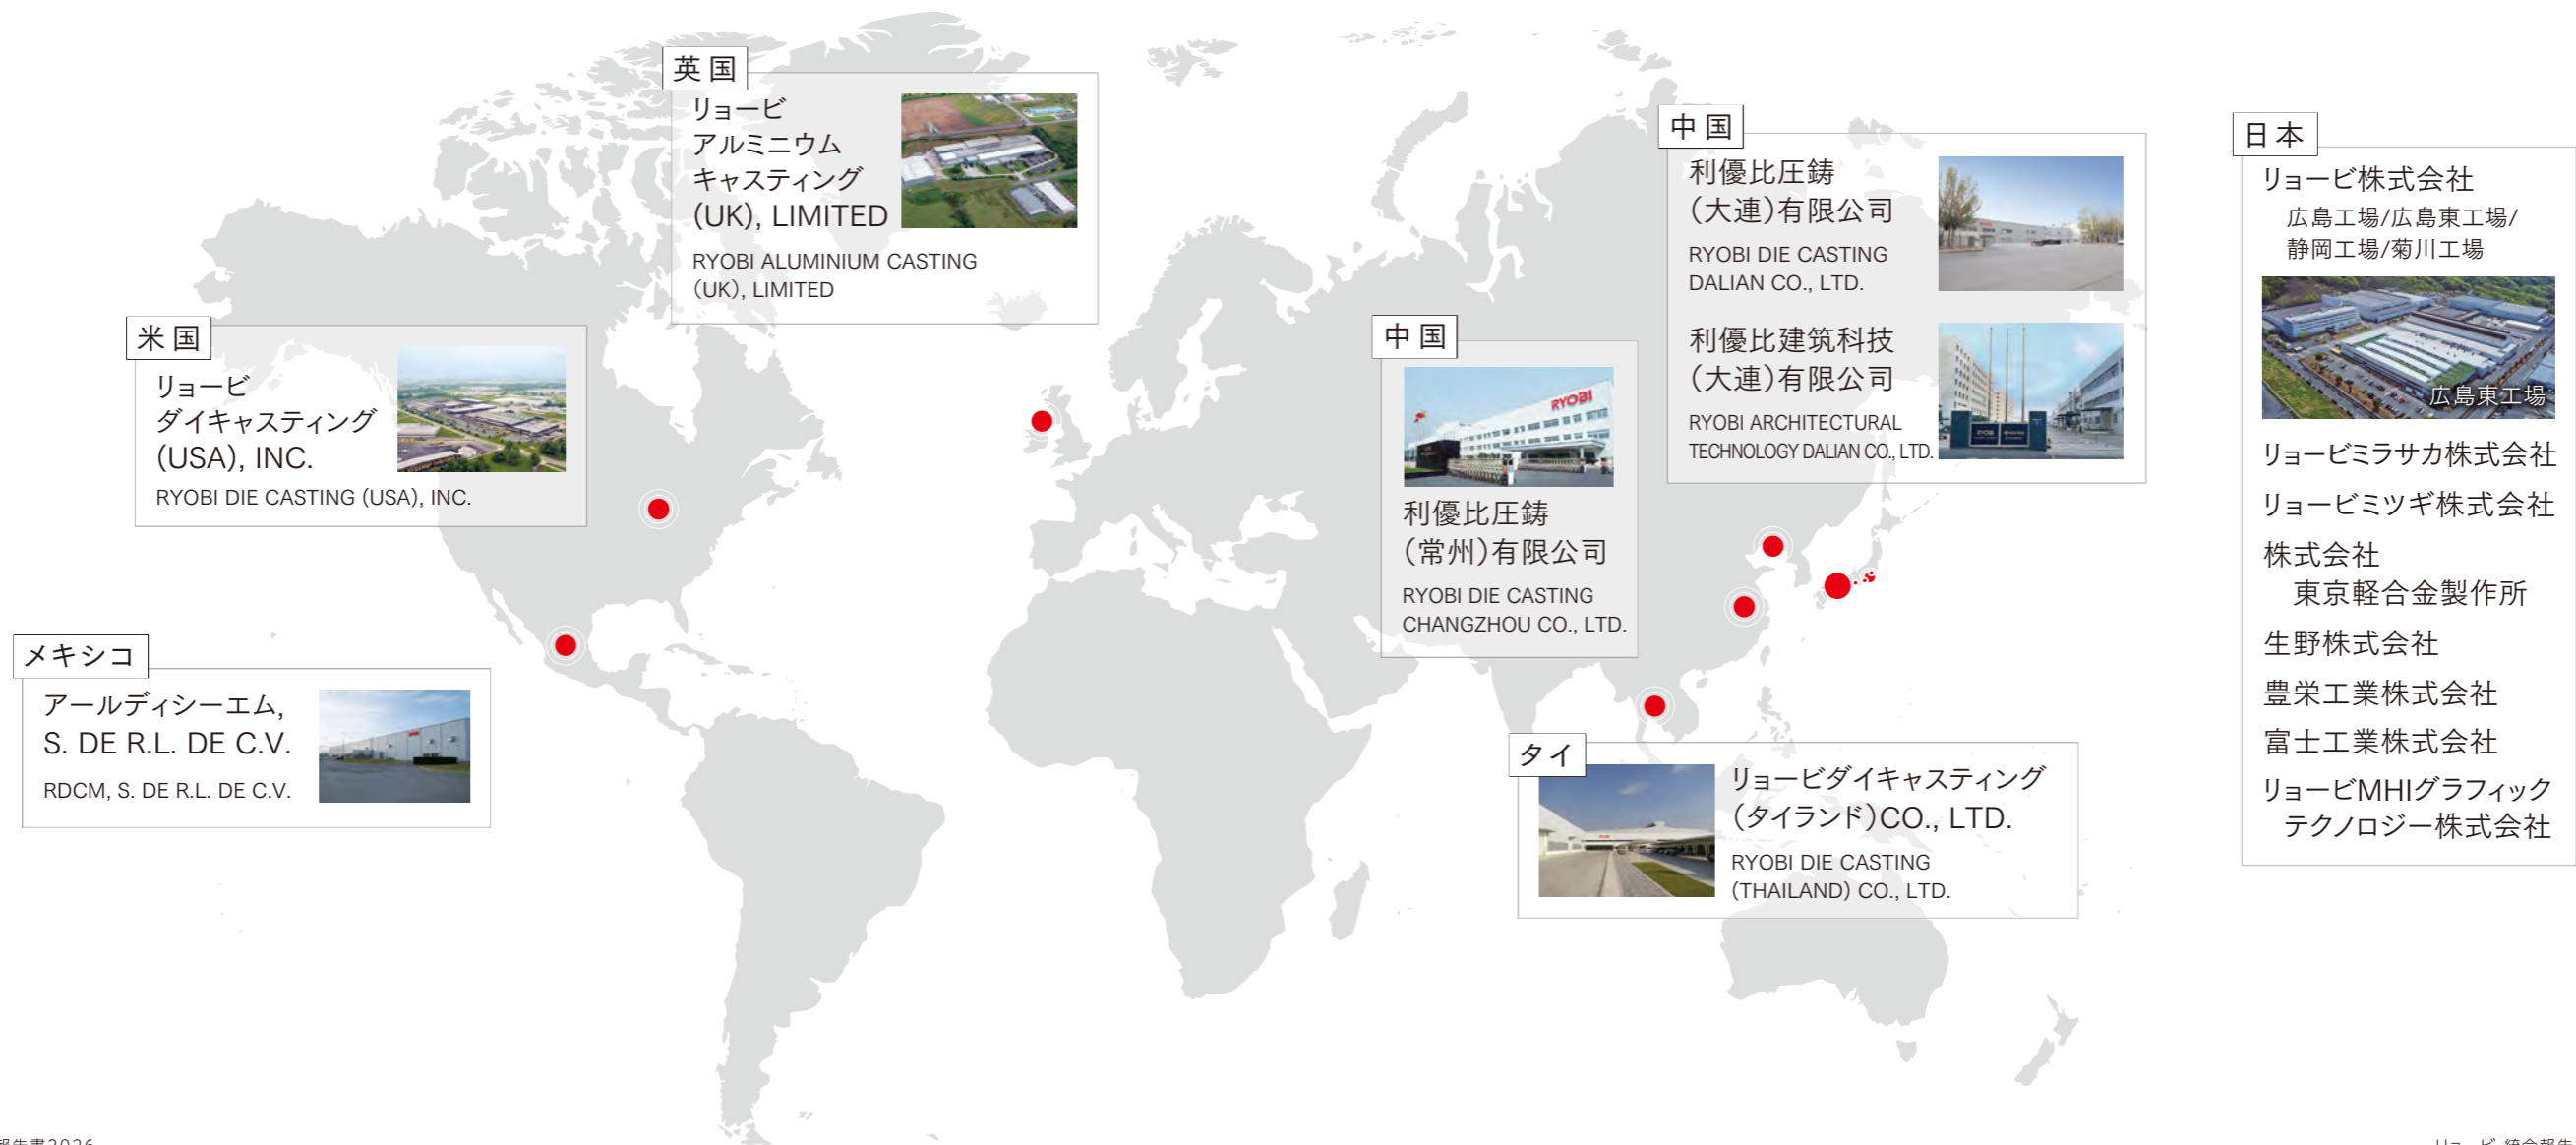 英国
リョービ
アルミニウム
キャスティング
(UK), LIMITED
RYOBI ALUMINIUM CASTING
(UK), LIMITED
米国
リョービ
ダイキャスティング
(USA), INC.
RYOBI DIE CASTING (USA), INC.
メキシコ
アールディシーエム,
S. DE R.L. DE C.V.
RDCM, S. DE R.L. DE C.V.
中国
RYOBI
利優比圧鋳
（常州）有限公司
RYOBI DIE CASTING
CHANGZHOU CO., LTD.
中国
利優比圧鋳
（大連）有限公司
RYOBI DIE CASTING
DALIAN CO., LTD.
利優比建筑科技
（大連）有限公司
RYOBI ARCHITECTURAL
TECHNOLOGY DALIAN CO., LTD.
RYOBI
タイ
リョービダイキャスティング
（タイランド）CO., LTD.
RYOBI DIE CASTING
(THAILAND) CO., LTD.
日本
リョービ株式会社
広島工場/広島東工場/
静岡工場/菊川工場
広島東工場
リョービミラサカ株式会社
リョービミツギ株式会社
株式会社
東京軽合金製作所
生野株式会社
豊栄工業株式会社
富士工業株式会社
リョービMHIグラフィック
テクノロジー株式会社